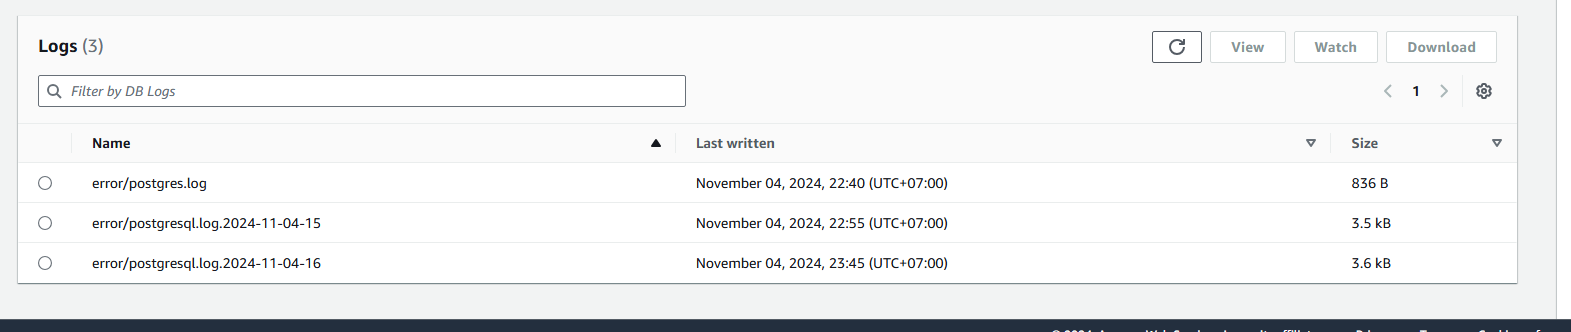 Logs (3)
View
Watch
Download
Filter by DB Logs
1
Name
Last written
Size
error/postgres.log
November 04, 2024, 22:40 (UTC+07:00)
836 B
error/postgresql.log.2024-11-04-15
November 04, 2024, 22:55 (UTC+07:00)
3.5 kB
error/postgresql.log.2024-11-04-16
November 04, 2024, 23:45 (UTC+07:00)
3.6 kB